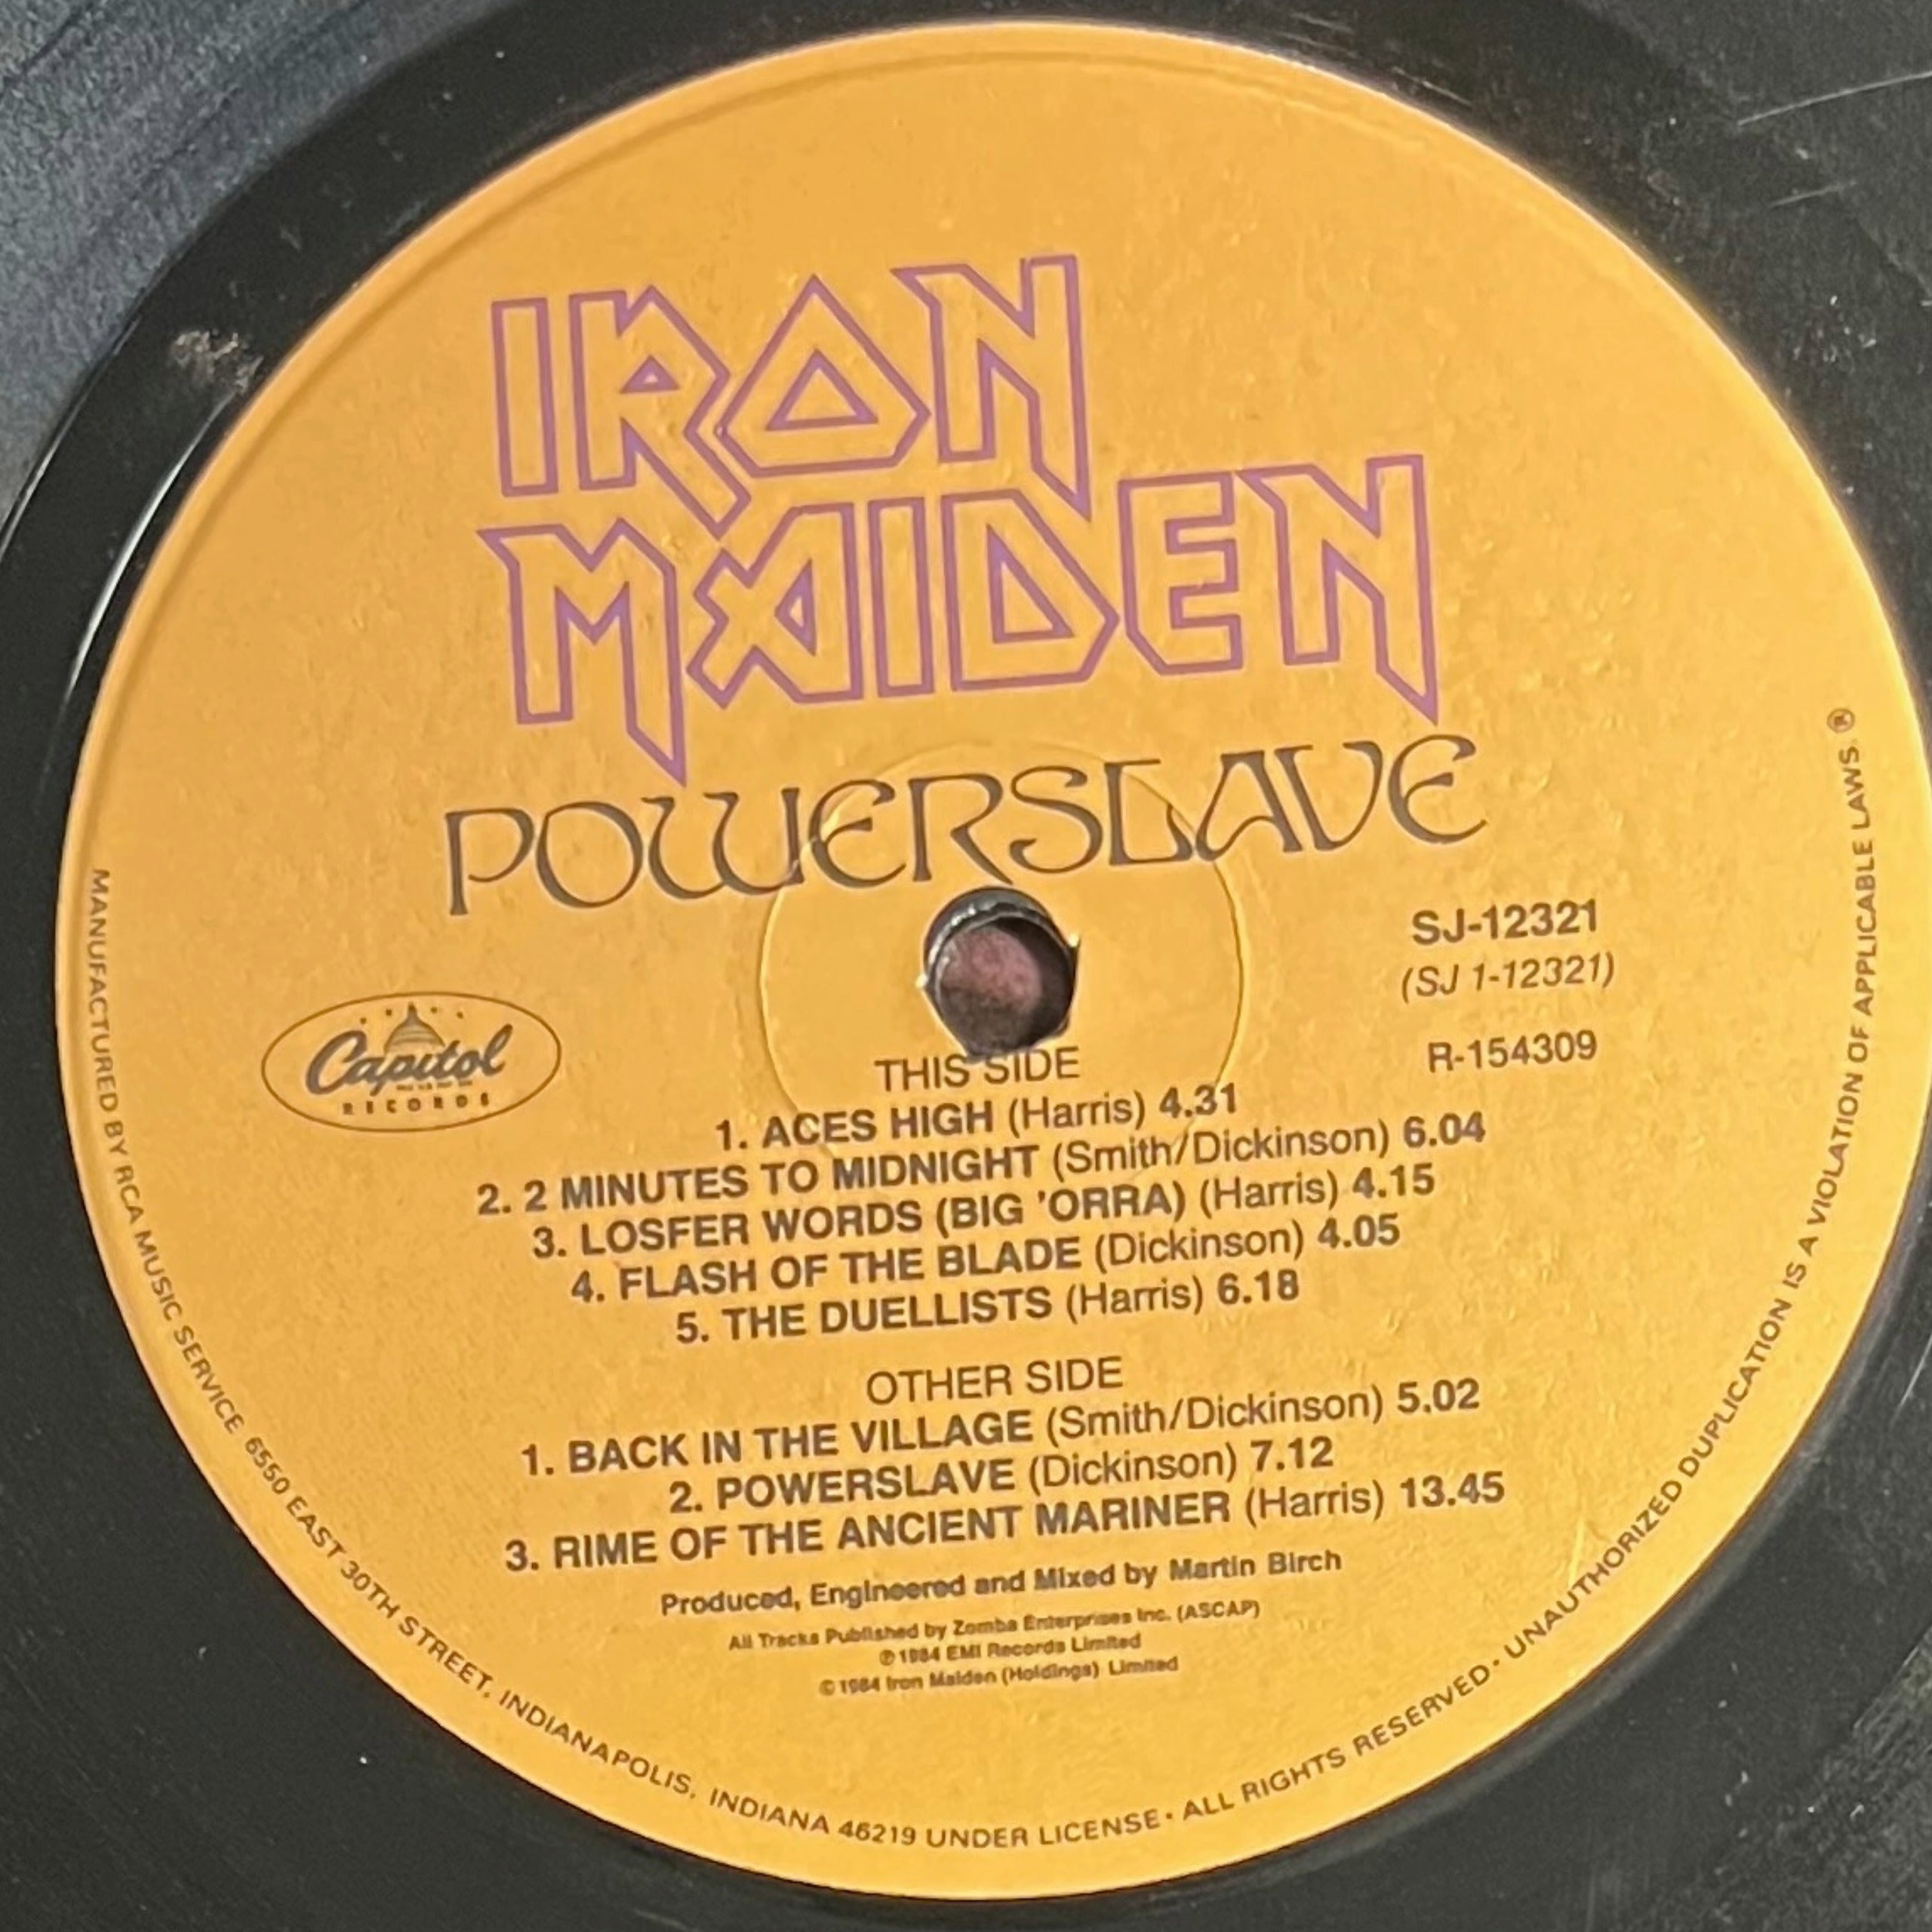 IRON
MAIDEN
POWERSLAVE
SJ-12321
(SJ 1-12321)
R-154309
Capitol
RECORDS
THIS SIDE
1. ACES HIGH (Harris) 4.31
2. 2 MINUTES TO MIDNIGHT (Smith/Dickinson) 6.04
3. LOSFER WORDS (BIG 'ORRA) (Harris) 4.15
4. FLASH OF THE BLADE (Dickinson) 4.05
5. THE DUELLISTS (Harris) 6.18
OTHER SIDE
1. BACK IN THE VILLAGE (Smith/Dickinson) 5.02
2. POWERSLAVE (Dickinson) 7.12
3. RIME OF THE ANCIENT MARINER (Harris) 13.45
Produced, Engineered and Mixed by Martin Birch
All Tracks Published by Zomba Enterprises Inc. (ASCAP)
℗ 1984 EMI Records Limited
© 1984 Iron Maiden (Holdings) Limited
MANUFACTURED BY RCA MUSIC SERVICE 6550 EAST 30TH STREET, INDIANAPOLIS, INDIANA 46219 UNDER LICENSE • ALL RIGHTS RESERVED • UNAUTHORIZED DUPLICATION IS A VIOLATION OF APPLICABLE LAWS. ®